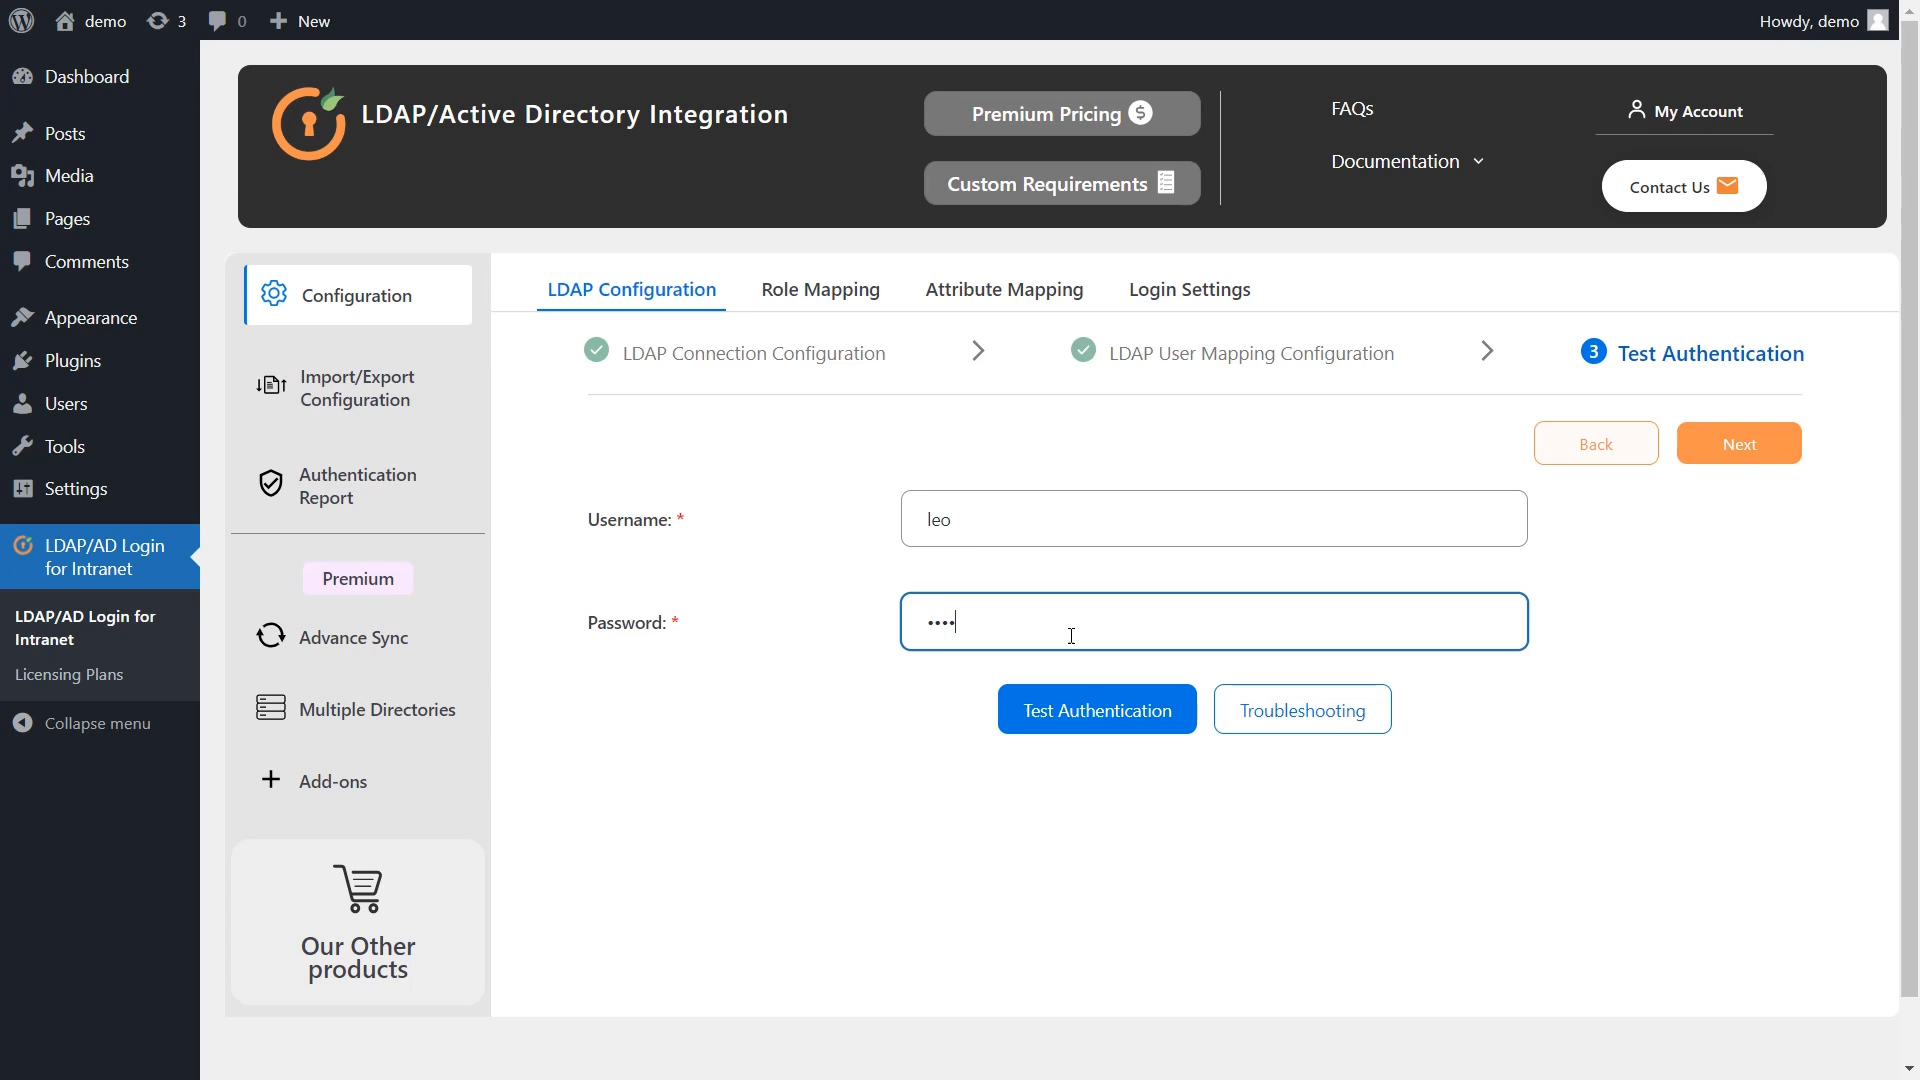 demo 3 0 New Howdy, demo
Dashboard
Posts
Media
Pages
Comments
Appearance
Plugins
Users
Tools
Settings
LDAP/AD Login
for Intranet
LDAP/AD Login for
Intranet
Licensing Plans
Collapse menu
LDAP/Active Directory Integration
Premium Pricing $
Custom Requirements
FAQs
Documentation
My Account
Contact Us
Configuration
Import/Export
Configuration
Authentication
Report
Premium
Advance Sync
Multiple Directories
Add-ons
Our Other
products
LDAP Configuration Role Mapping Attribute Mapping Login Settings
LDAP Connection Configuration LDAP User Mapping Configuration 3 Test Authentication
Back Next
Username: * leo
Password: * ••••
Test Authentication Troubleshooting